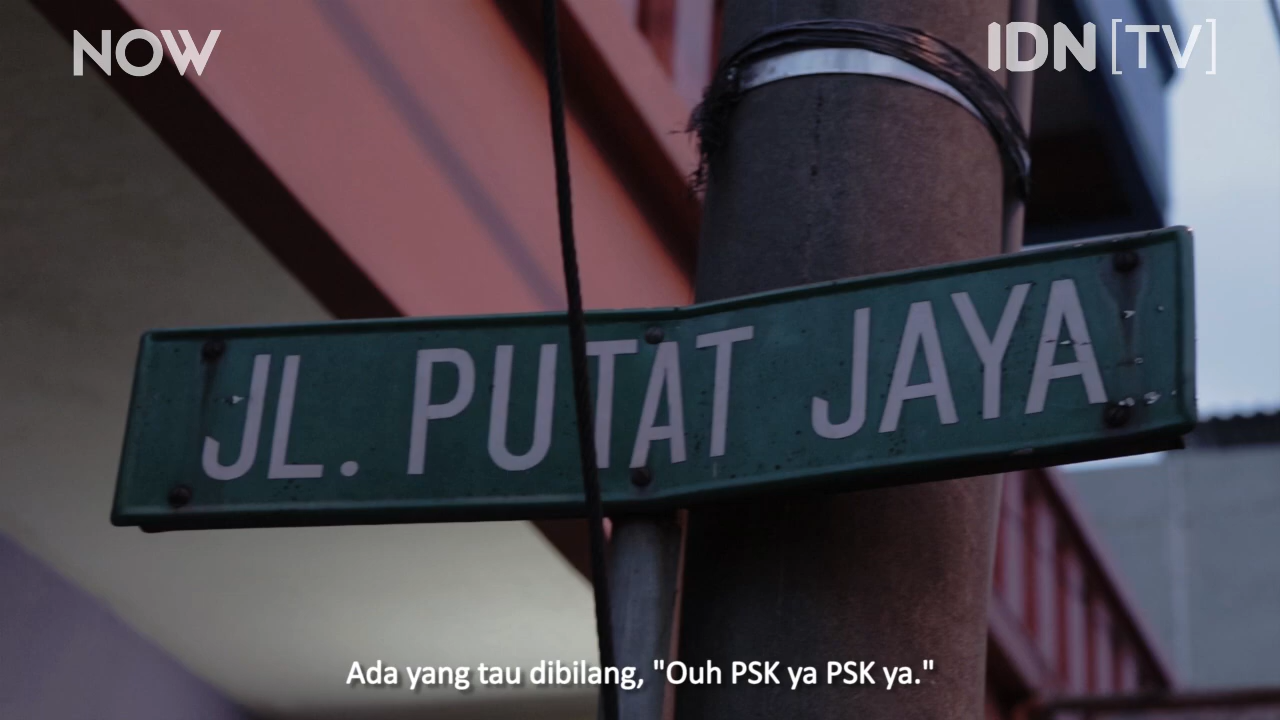 NOW
IDN [TV]
JL. PUTAT JAYA
Ada yang tau dibilang, "Ouh PSK ya PSK ya."